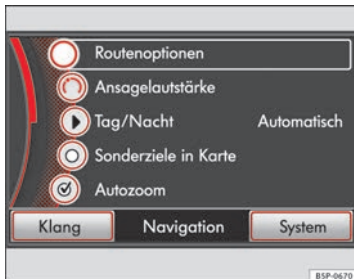 Routenoptionen
Ansagelautstärke
Tag/Nacht Automatisch
Sonderziele in Karte
Autozoom
Klang Navigation System
B5P-0670